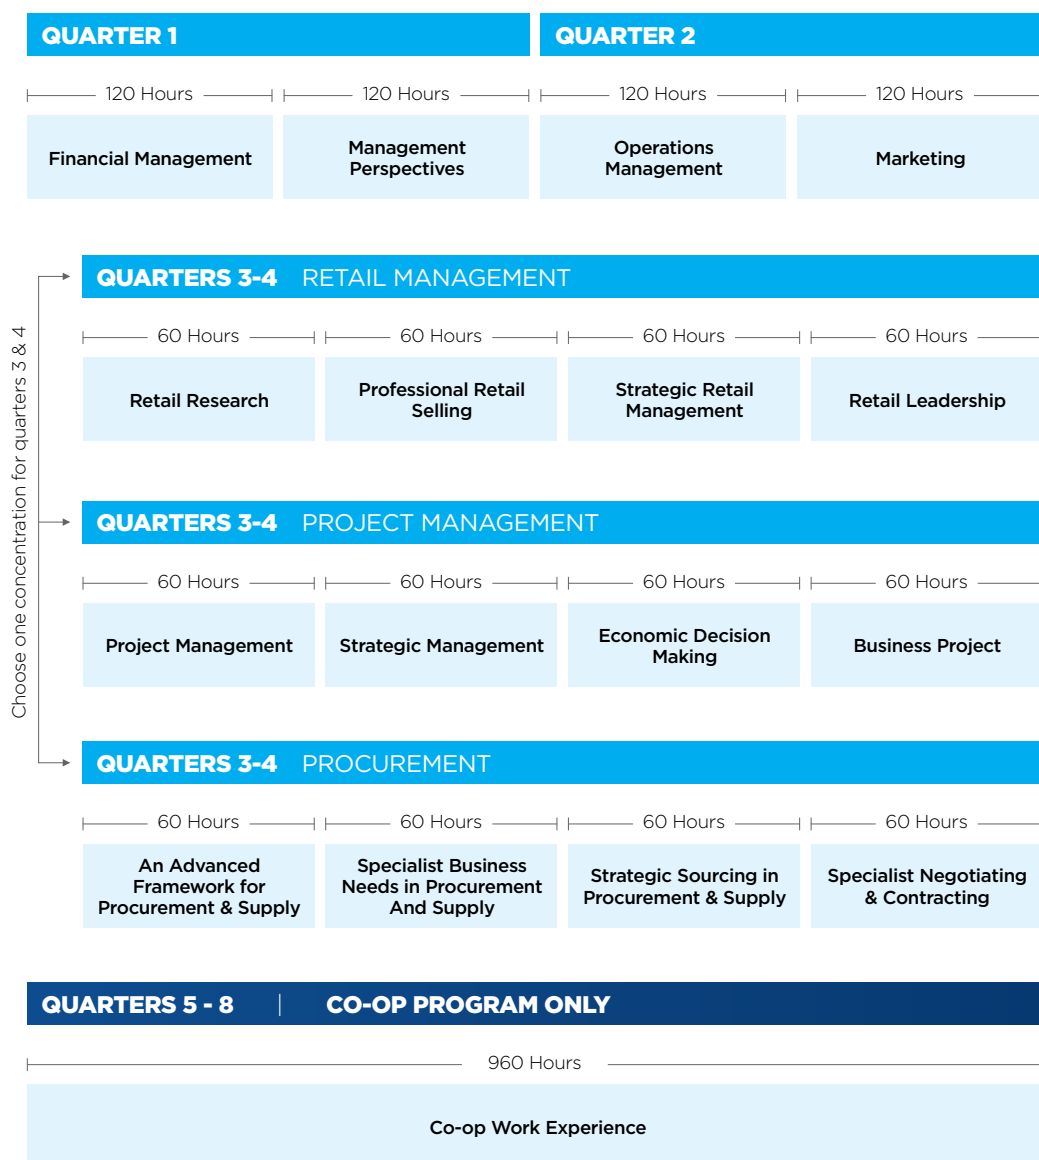 QUARTER 1
QUARTER 2
120 Hours
120 Hours
120 Hours
120 Hours
Financial Management
Management
Perspectives
Operations
Management
Marketing
Choose one concentration for quarters 3 & 4
QUARTERS 3-4 RETAIL MANAGEMENT
60 Hours
60 Hours
60 Hours
60 Hours
Retail Research
Professional Retail
Selling
Strategic Retail
Management
Retail Leadership
QUARTERS 3-4 PROJECT MANAGEMENT
60 Hours
60 Hours
60 Hours
60 Hours
Project Management
Strategic Management
Economic Decision
Making
Business Project
QUARTERS 3-4 PROCUREMENT
60 Hours
60 Hours
60 Hours
60 Hours
An Advanced
Framework for
Procurement & Supply
Specialist Business
Needs in Procurement
And Supply
Strategic Sourcing in
Procurement & Supply
Specialist Negotiating
& Contracting
QUARTERS 5 - 8 | CO-OP PROGRAM ONLY
960 Hours
Co-op Work Experience